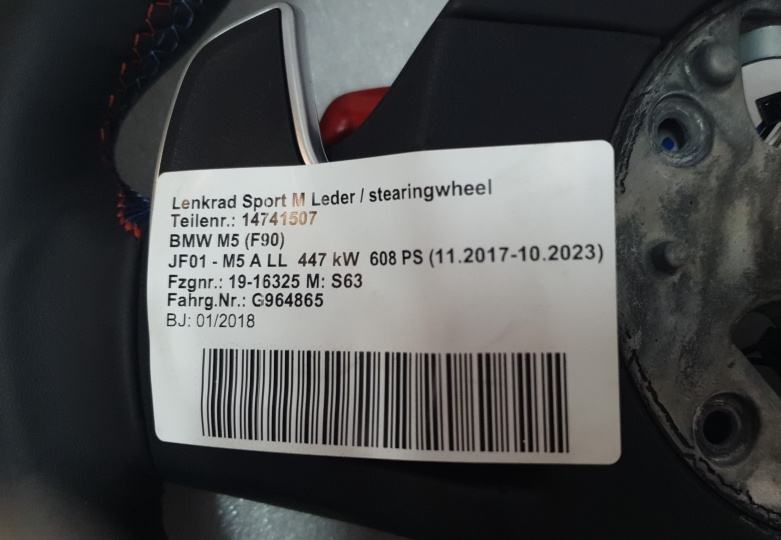 Lenkrad Sport M Leder / stearingwheel
Teilenr.: 14741507
BMW M5 (F90)
JF01 - M5 A LL 447 kW 608 PS (11.2017-10.2023)
Fzgnr.: 19-16325 M: S63
Fahrg.Nr.: G964865
BJ: 01/2018